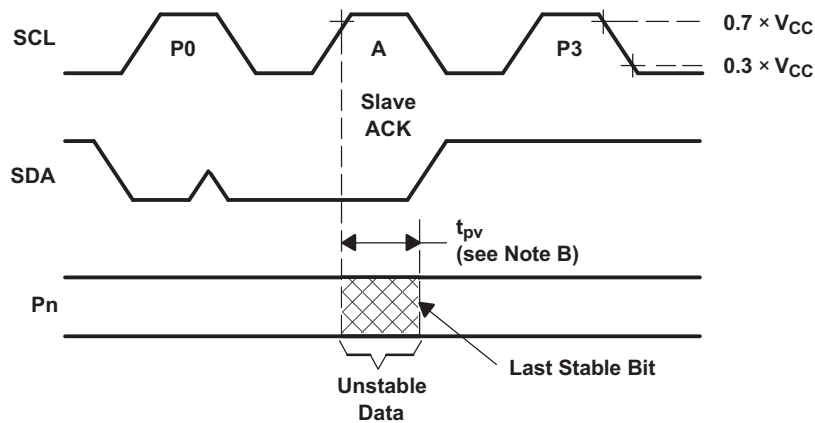 SCL
P0
A
P3
0.7 × VCC
0.3 × VCC
Slave
ACK
SDA
tpv
(see Note B)
Pn
Last Stable Bit
Unstable
Data